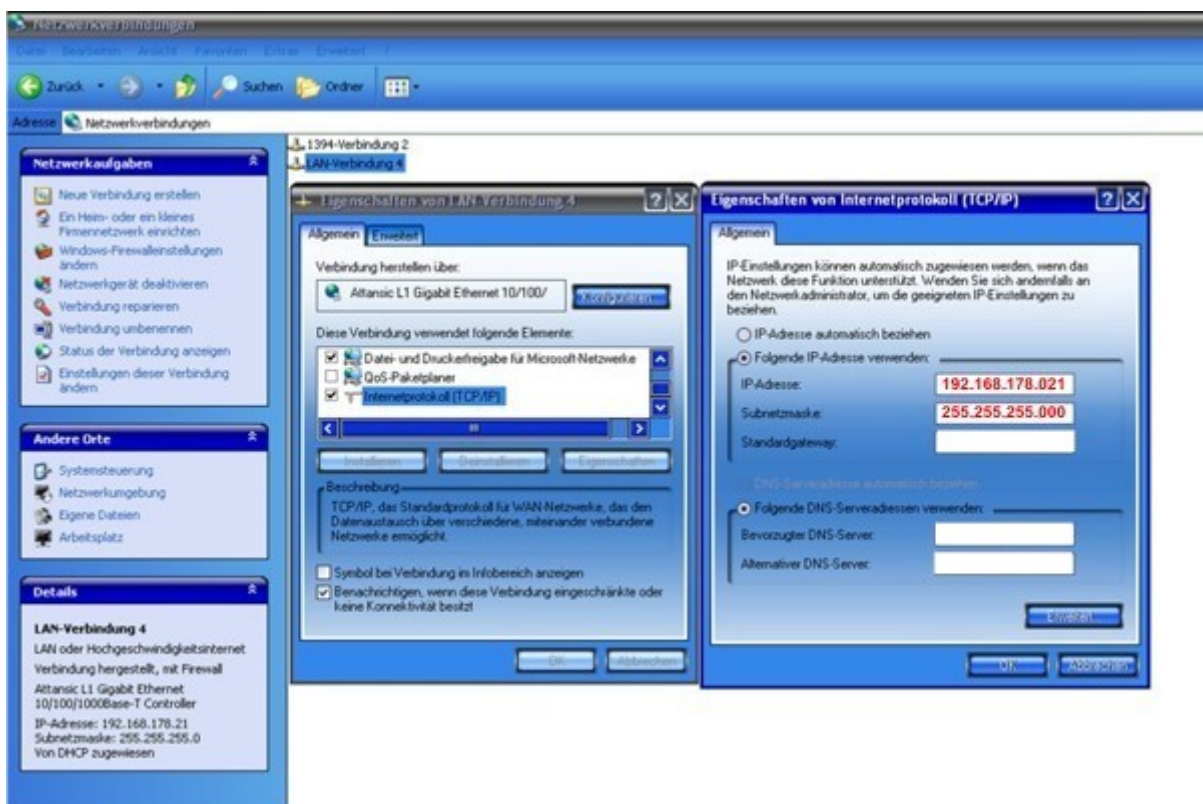 Netzwerkverbindungen
Datei Bearbeiten Ansicht Favoriten Extras Erweitert ?
Zurück Suchen Ordner
Adresse Netzwerkverbindungen
Netzwerkaufgaben
Neue Verbindung erstellen
Ein Heim- oder ein kleines
Firmennetzwerk einrichten
Windows-Firewalleinstellungen
ändern
Netzwerkgerät deaktivieren
Verbindung reparieren
Verbindung umbenennen
Status der Verbindung anzeigen
Einstellungen dieser Verbindung
ändern
Andere Orte
Systemsteuerung
Netzwerkumgebung
Eigene Dateien
Arbeitsplatz
Details
LAN-Verbindung 4
LAN oder Hochgeschwindigkeitsinternet
Verbindung hergestellt, mit Firewall
Attansic L1 Gigabit Ethernet
10/100/1000Base-T Controller
IP-Adresse: 192.168.178.21
Subnetzmaske: 255.255.255.0
Von DHCP zugewiesen
1394-Verbindung 2
LAN-Verbindung 4
Eigenschaften von LAN-Verbindung 4
Allgemein Erweitert
Verbindung herstellen über:
Attansic L1 Gigabit Ethernet 10/100/
Konfigurieren...
Diese Verbindung verwendet folgende Elemente:
Datei- und Druckerfreigabe für Microsoft-Netzwerke
QoS-Paketplaner
Internetprotokoll (TCP/IP)
Installieren... Deinstallieren Eigenschaften
Beschreibung
TCP/IP, das Standardprotokoll für WAN-Netzwerke, das den
Datenaustausch über verschiedene, miteinander verbundene
Netzwerke ermöglicht.
Symbol bei Verbindung im Infobereich anzeigen
Benachrichtigen, wenn diese Verbindung eingeschränkte oder
keine Konnektivität besitzt
OK Abbrechen
Eigenschaften von Internetprotokoll (TCP/IP)
Allgemein
IP-Einstellungen können automatisch zugewiesen werden, wenn das
Netzwerk diese Funktion unterstützt. Wenden Sie sich andernfalls an
den Netzwerkadministrator, um die geeigneten IP-Einstellungen zu
beziehen.
IP-Adresse automatisch beziehen
Folgende IP-Adresse verwenden:
IP-Adresse: 192.168.178.021
Subnetzmaske: 255.255.255.000
Standardgateway:
DNS-Serveradresse automatisch beziehen
Folgende DNS-Serveradressen verwenden:
Bevorzugter DNS-Server:
Alternativer DNS-Server:
Erweitert...
OK Abbrechen